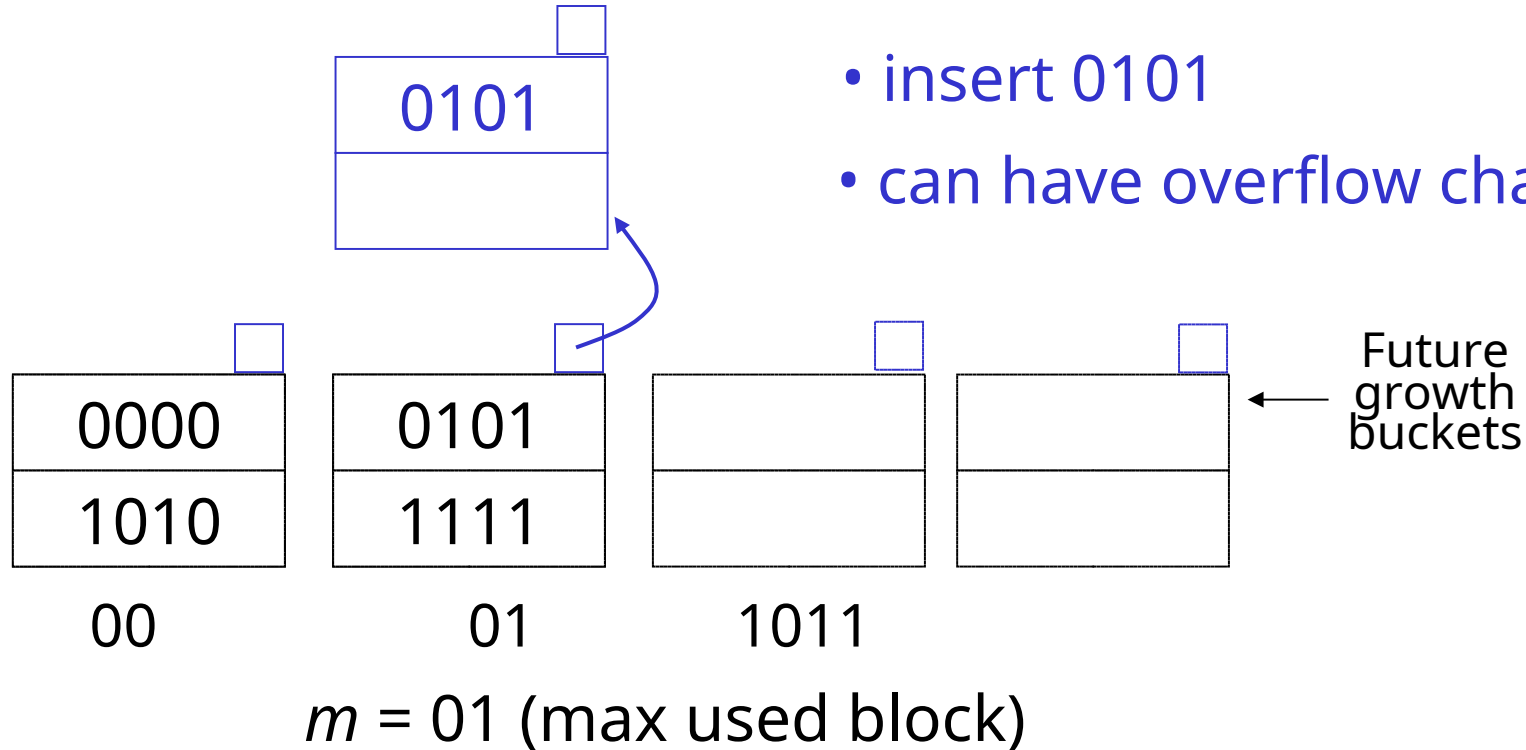 0101
• insert 0101
• can have overflow
Future
growth
buckets
0000
0101
1010
1111
00
01
1011
m = 01 (max used block)